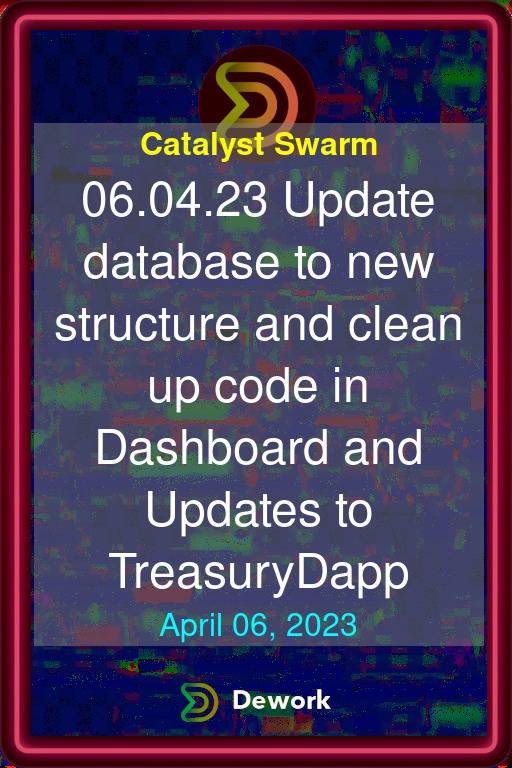 Catalyst Swarm
06.04.23 Update
database to new
structure and clean
up code in
Dashboard and
Updates to
TreasuryDapp
April 06, 2023
Dework